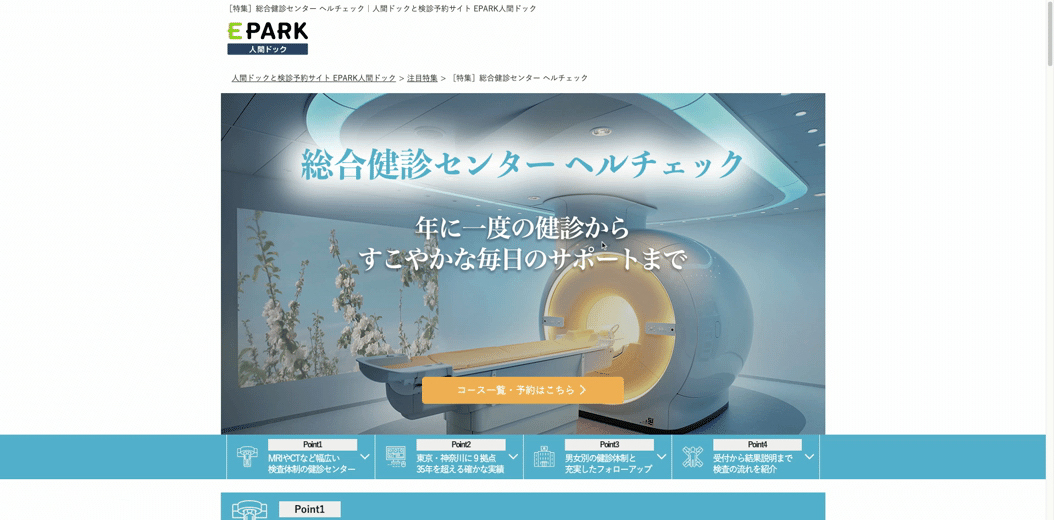 ［特集］総合健診センター ヘルチェック｜人間ドックと検診予約サイト EPARK人間ドック
EPARK
人間ドック
人間ドックと検診予約サイト EPARK人間ドック > 注目特集 > ［特集］総合健診センター ヘルチェック
総合健診センター ヘルチェック
年に一度の健診から
すこやかな毎日のサポートまで
コース一覧・予約はこちら
Point1
MRIやCTなど幅広い
検査体制の健診センター
Point2
東京・神奈川に９拠点
35年を超える確かな実績
Point3
男女別の健診体制と
充実したフォローアップ
Point4
受付から結果説明まで
検査の流れを紹介
Point1